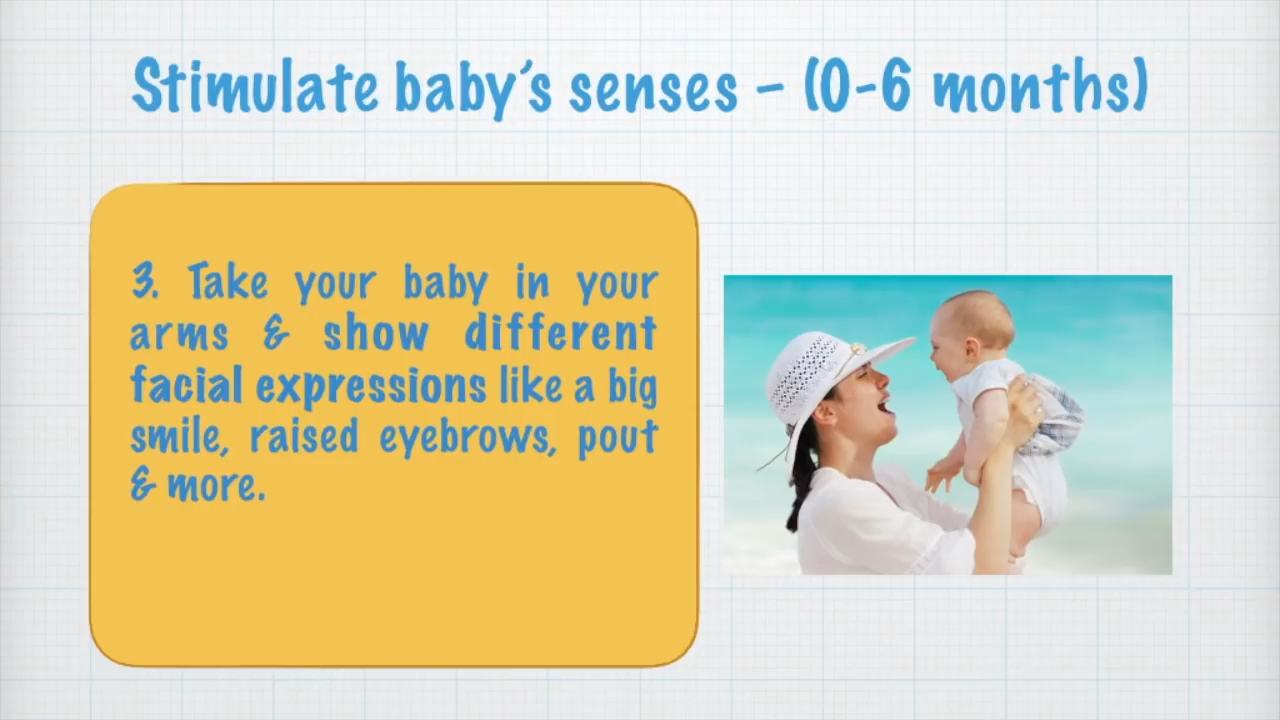 Stimulate baby's senses – (0-6 months)
3. Take your baby in your
arms & show different
facial expressions like a big
smile, raised eyebrows, pout
& more.